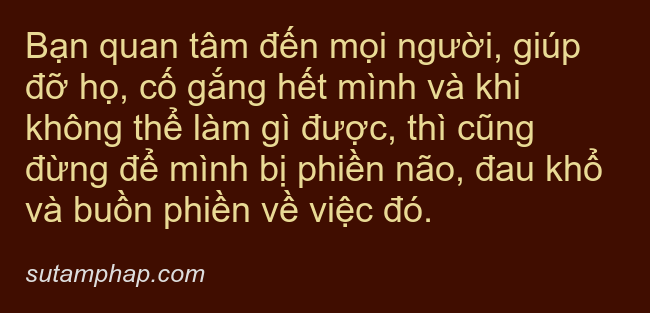 Bạn quan tâm đến mọi người, giúp
đỡ họ, cố gắng hết mình và khi
không thể làm gì được, thì cũng
đừng để mình bị phiền não, đau khổ
và buồn phiền về việc đó.
sutamphap.com